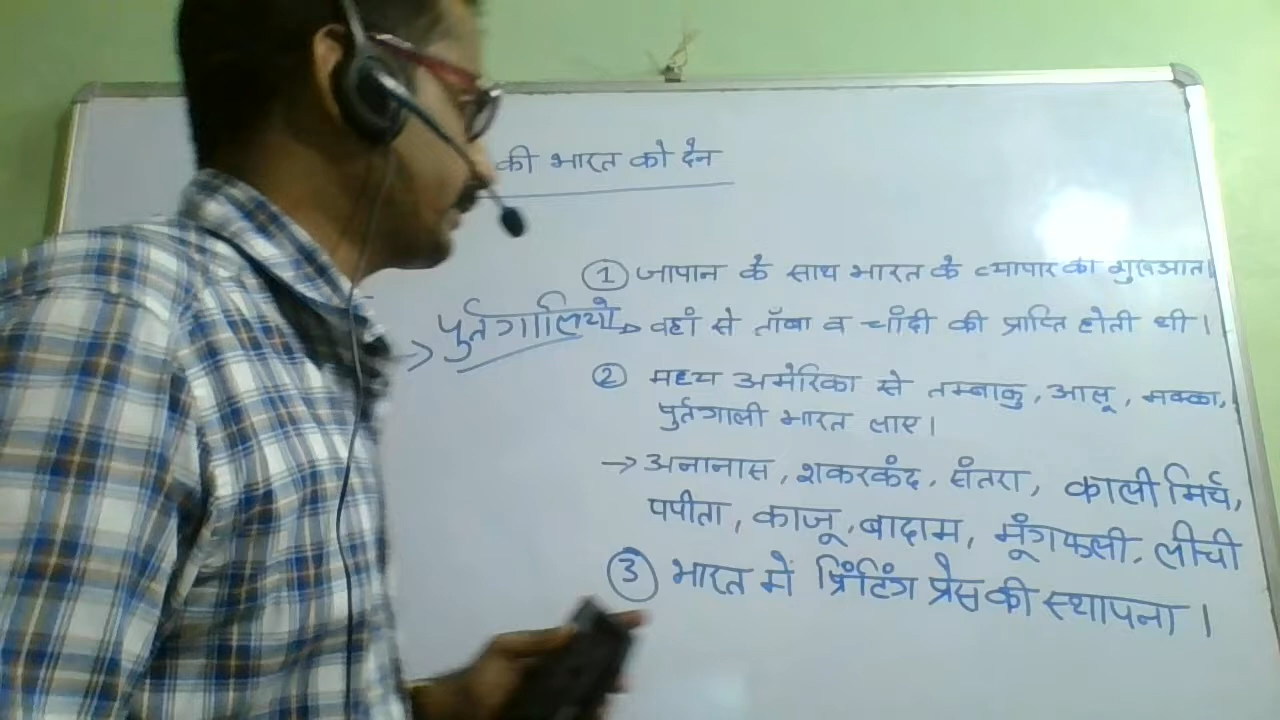 की भारत को देन
① जापान के साथ भारत के व्यापार का शुरुआत।
→ पुर्तगालियो → वहां से ताँबा व चाँदी की प्राप्ति होती थी।
② मध्य अमेरिका से तम्बाकु, आलू, मक्का,
पुर्तगाली भारत लाए।
→ अनानास, शकरकंद, संतरा, काली मिर्च,
पपीता, काजू, बादाम, मूंगफली, लीची
③ भारत में प्रिंटिंग प्रेस की स्थापना।